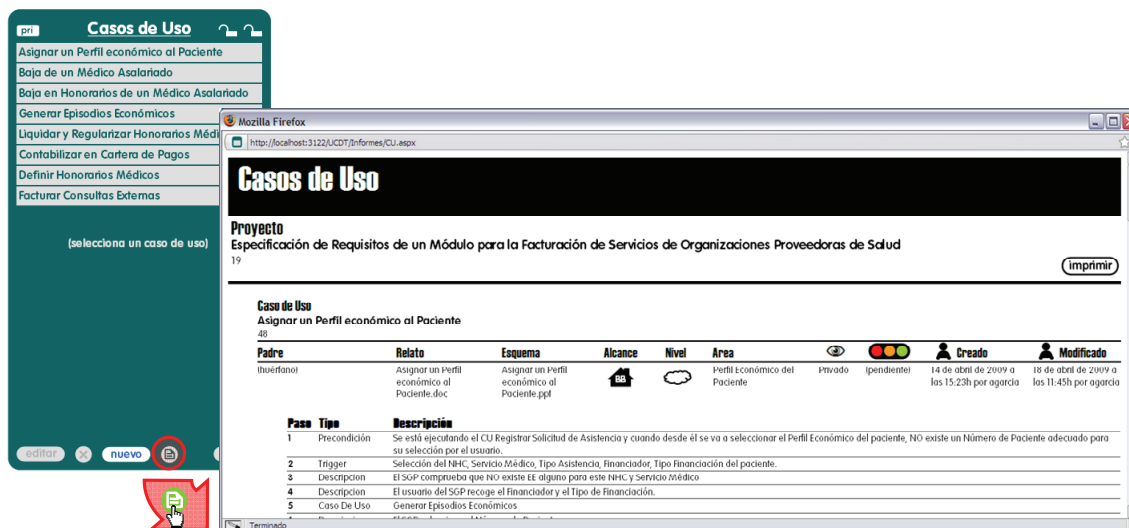 pri Casos de Uso
Asignar un Perfil económico al Paciente
Baja de un Médico Asalariado
Baja en Honorarios de un Médico Asalariado
Generar Episodios Económicos
Liquidar y Regularizar Honorarios Médi
Contabilizar en Cartera de Pagos
Definir Honorarios Médicos
Facturar Consultas Externas
(selecciona un caso de uso)
editar nuevo
Mozilla Firefox
http://localhost:3122/UCDT/Informes/CU.aspx
Casos de Uso
Proyecto
Especificación de Requisitos de un Módulo para la Facturación de Servicios de Organizaciones Proveedoras de Salud
19
imprimir
Caso de Uso
Asignar un Perfil económico al Paciente
48
Padre Relato Esquema Alcance Nivel Area Creado Modificado
(huérfano) Asignar un Perfil Asignar un Perfil BB Perfil Económico del Privado (pendiente) 14 de abril de 2009 a 18 de abril de 2009 a
económico al económico al Paciente las 15:23h por agarcia las 11:45h por agarcia
Paciente.doc Paciente.ppt
Paso Tipo Descripción
1 Precondición Se está ejecutando el CU Registrar Solicitud de Asistencia y cuando desde él se va a seleccionar el Perfil Económico del paciente, NO existe un Número de Paciente adecuado para
su selección por el usuario.
2 Trigger Selección del NHC, Servicio Médico, Tipo Asistencia, Financiador, Tipo Financiación del paciente.
3 Descripcion El SGP comprueba que NO existe EE alguno para este NHC y Servicio Médico
4 Descripcion El usuario del SGP recoge el Financiador y el Tipo de Financiación.
5 Caso De Uso Generar Episodios Económicos
Terminado